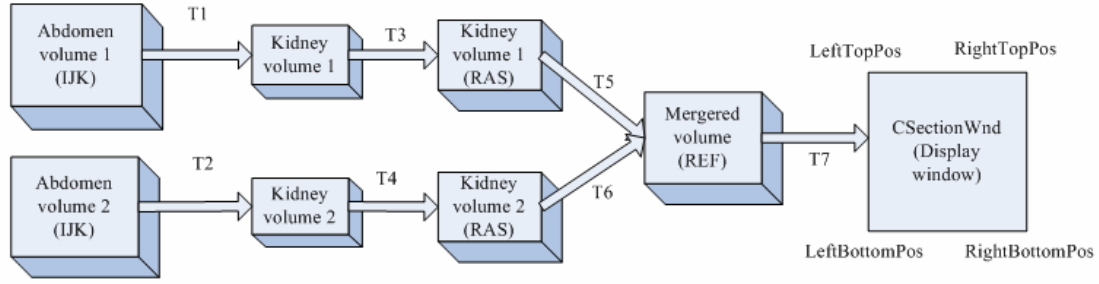 T1
Abdomen
volume 1
(IJK)
Kidney
volume 1
T3
Kidney
volume 1
(RAS)
T5
LeftTopPos
RightTopPos
Mergered
volume
(REF)
T7
CSectionWnd
(Display
window)
T2
Abdomen
volume 2
(IJK)
Kidney
volume 2
T4
Kidney
volume 2
(RAS)
T6
LeftBottomPos
RightBottomPos